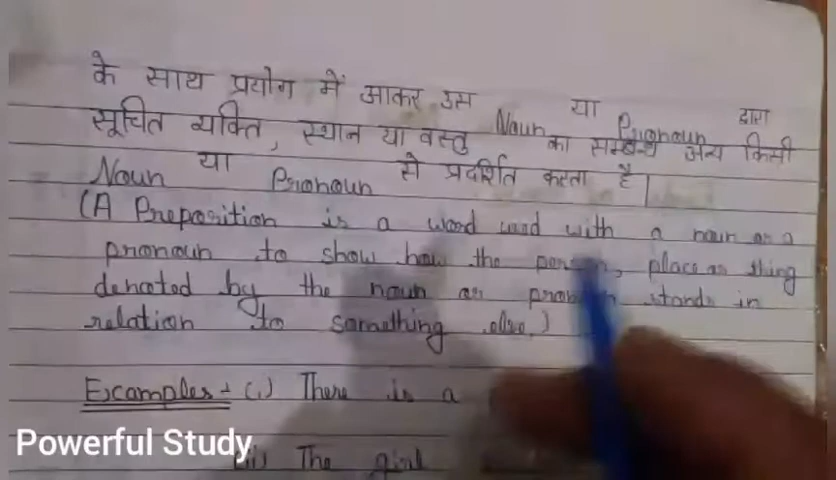 के साथ प्रयोग में आकर उस Noun या Pronoun द्वारा
सूचित व्यक्ति, स्थान या वस्तु का सम्बन्ध अन्य किसी
Noun या Pronoun से प्रदर्शित करता है|
(A Preposition is a word used with a noun or a
pronoun to show how the person, place or thing
denoted by the noun or pronoun stands in
relation to something else.)
Examples:- (i) There is a
(ii) The girl
Powerful Study